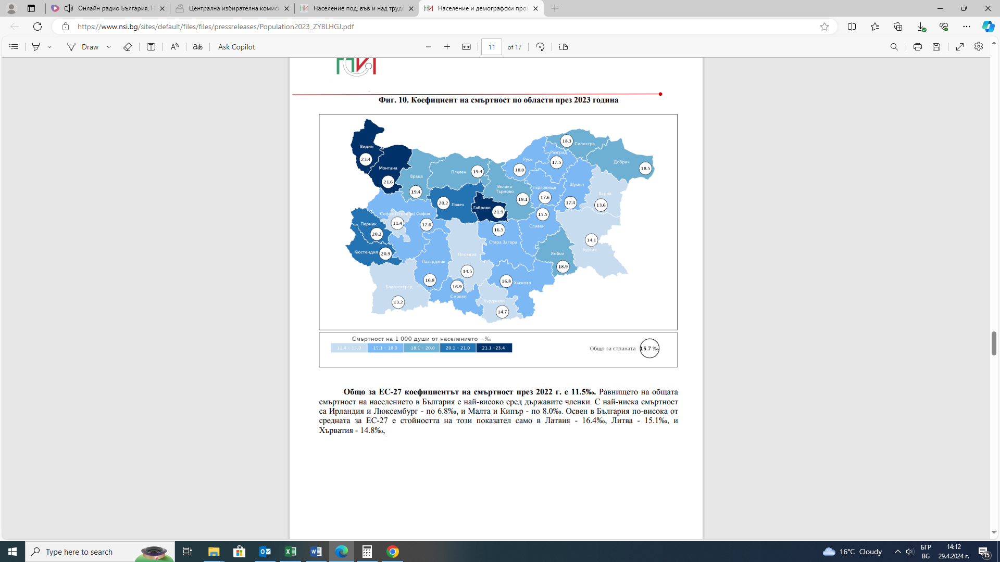 Онлайн радио България, F
Централна избирателна комис
Население под, във и над труд
Население и демографски про
https://www.nsi.bg/sites/default/files/files/pressreleases/Population2023_ZYBLHGJ.pdf
Draw
Ask Copilot
11 of 17
Фиг. 10. Коефициент на смъртност по области през 2023 година
Видин
23.4
Монтана
21.6
Враца
19.4
Плевен
19.4
Ловеч
20.2
Габрово
21.9
Велико
Търново
18.1
Русе
18.0
Разград
17.5
Силистра
18.3
Добрич
18.5
Търговище
17.6
Шумен
17.4
Варна
13.6
София (столица)
11.4
София
17.6
Перник
20.2
Кюстендил
20.9
Благоевград
13.2
Пазарджик
16.8
Пловдив
14.5
Смолян
16.9
Стара Загора
16.5
Сливен
15.5
Ямбол
18.9
Бургас
14.1
Хасково
16.8
Кърджали
14.7
Смъртност на 1 000 души от населението - ‰
11.4 - 15.0 15.1 - 18.0 18.1 - 20.0 20.1 - 21.0 21.1 -23.4
Общо за страната 15.7 ‰
Общо за ЕС-27 коефициентът на смъртност през 2022 г. е 11.5‰. Равнището на общата
смъртност на населението в България е най-високо сред държавите членки. С най-ниска смъртност
са Ирландия и Люксембург - по 6.8‰, и Малта и Кипър - по 8.0‰. Освен в България по-висока от
средната за ЕС-27 е стойността на този показател само в Латвия - 16.4‰, Литва - 15.1‰, и
Хърватия - 14.8‰,
Type here to search
16°C Cloudy
БГР
BG
14:12
29.4.2024 г.
15